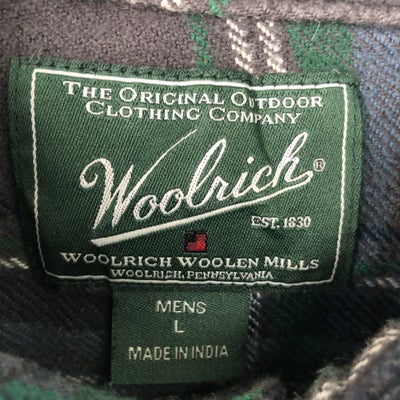 THE ORIGINAL OUTDOOR
CLOTHING COMPANY
Woolrich®
EST. 1830
WOOLRICH WOOLEN MILLS
WOOLRICH, PENNSYLVANIA
MENS
L
MADE IN INDIA